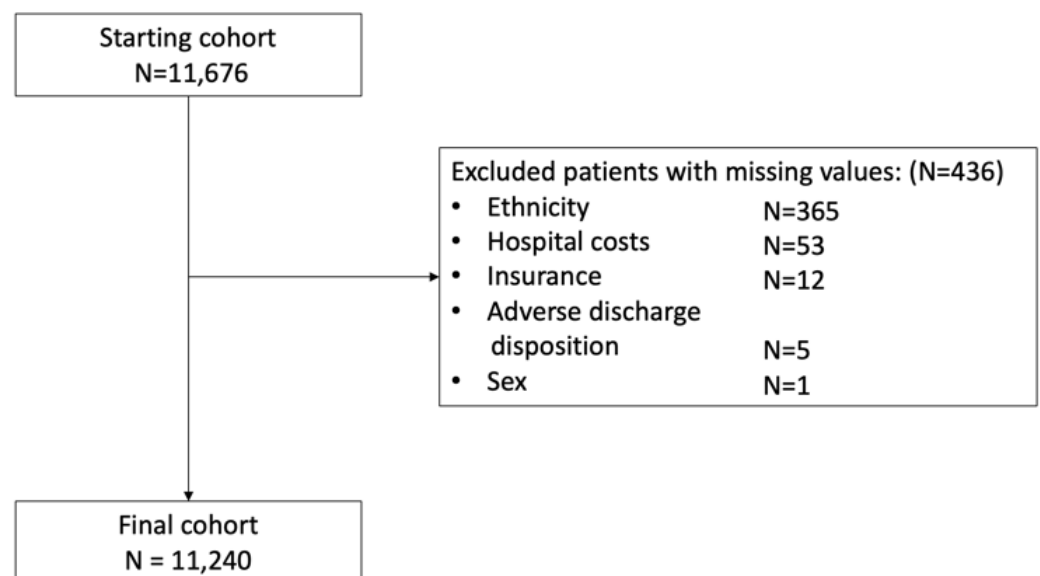 Starting cohort
N=11,676
Excluded patients with missing values: (N=436)
• Ethnicity N=365
• Hospital costs N=53
• Insurance N=12
• Adverse discharge
disposition N=5
• Sex N=1
Final cohort
N = 11,240